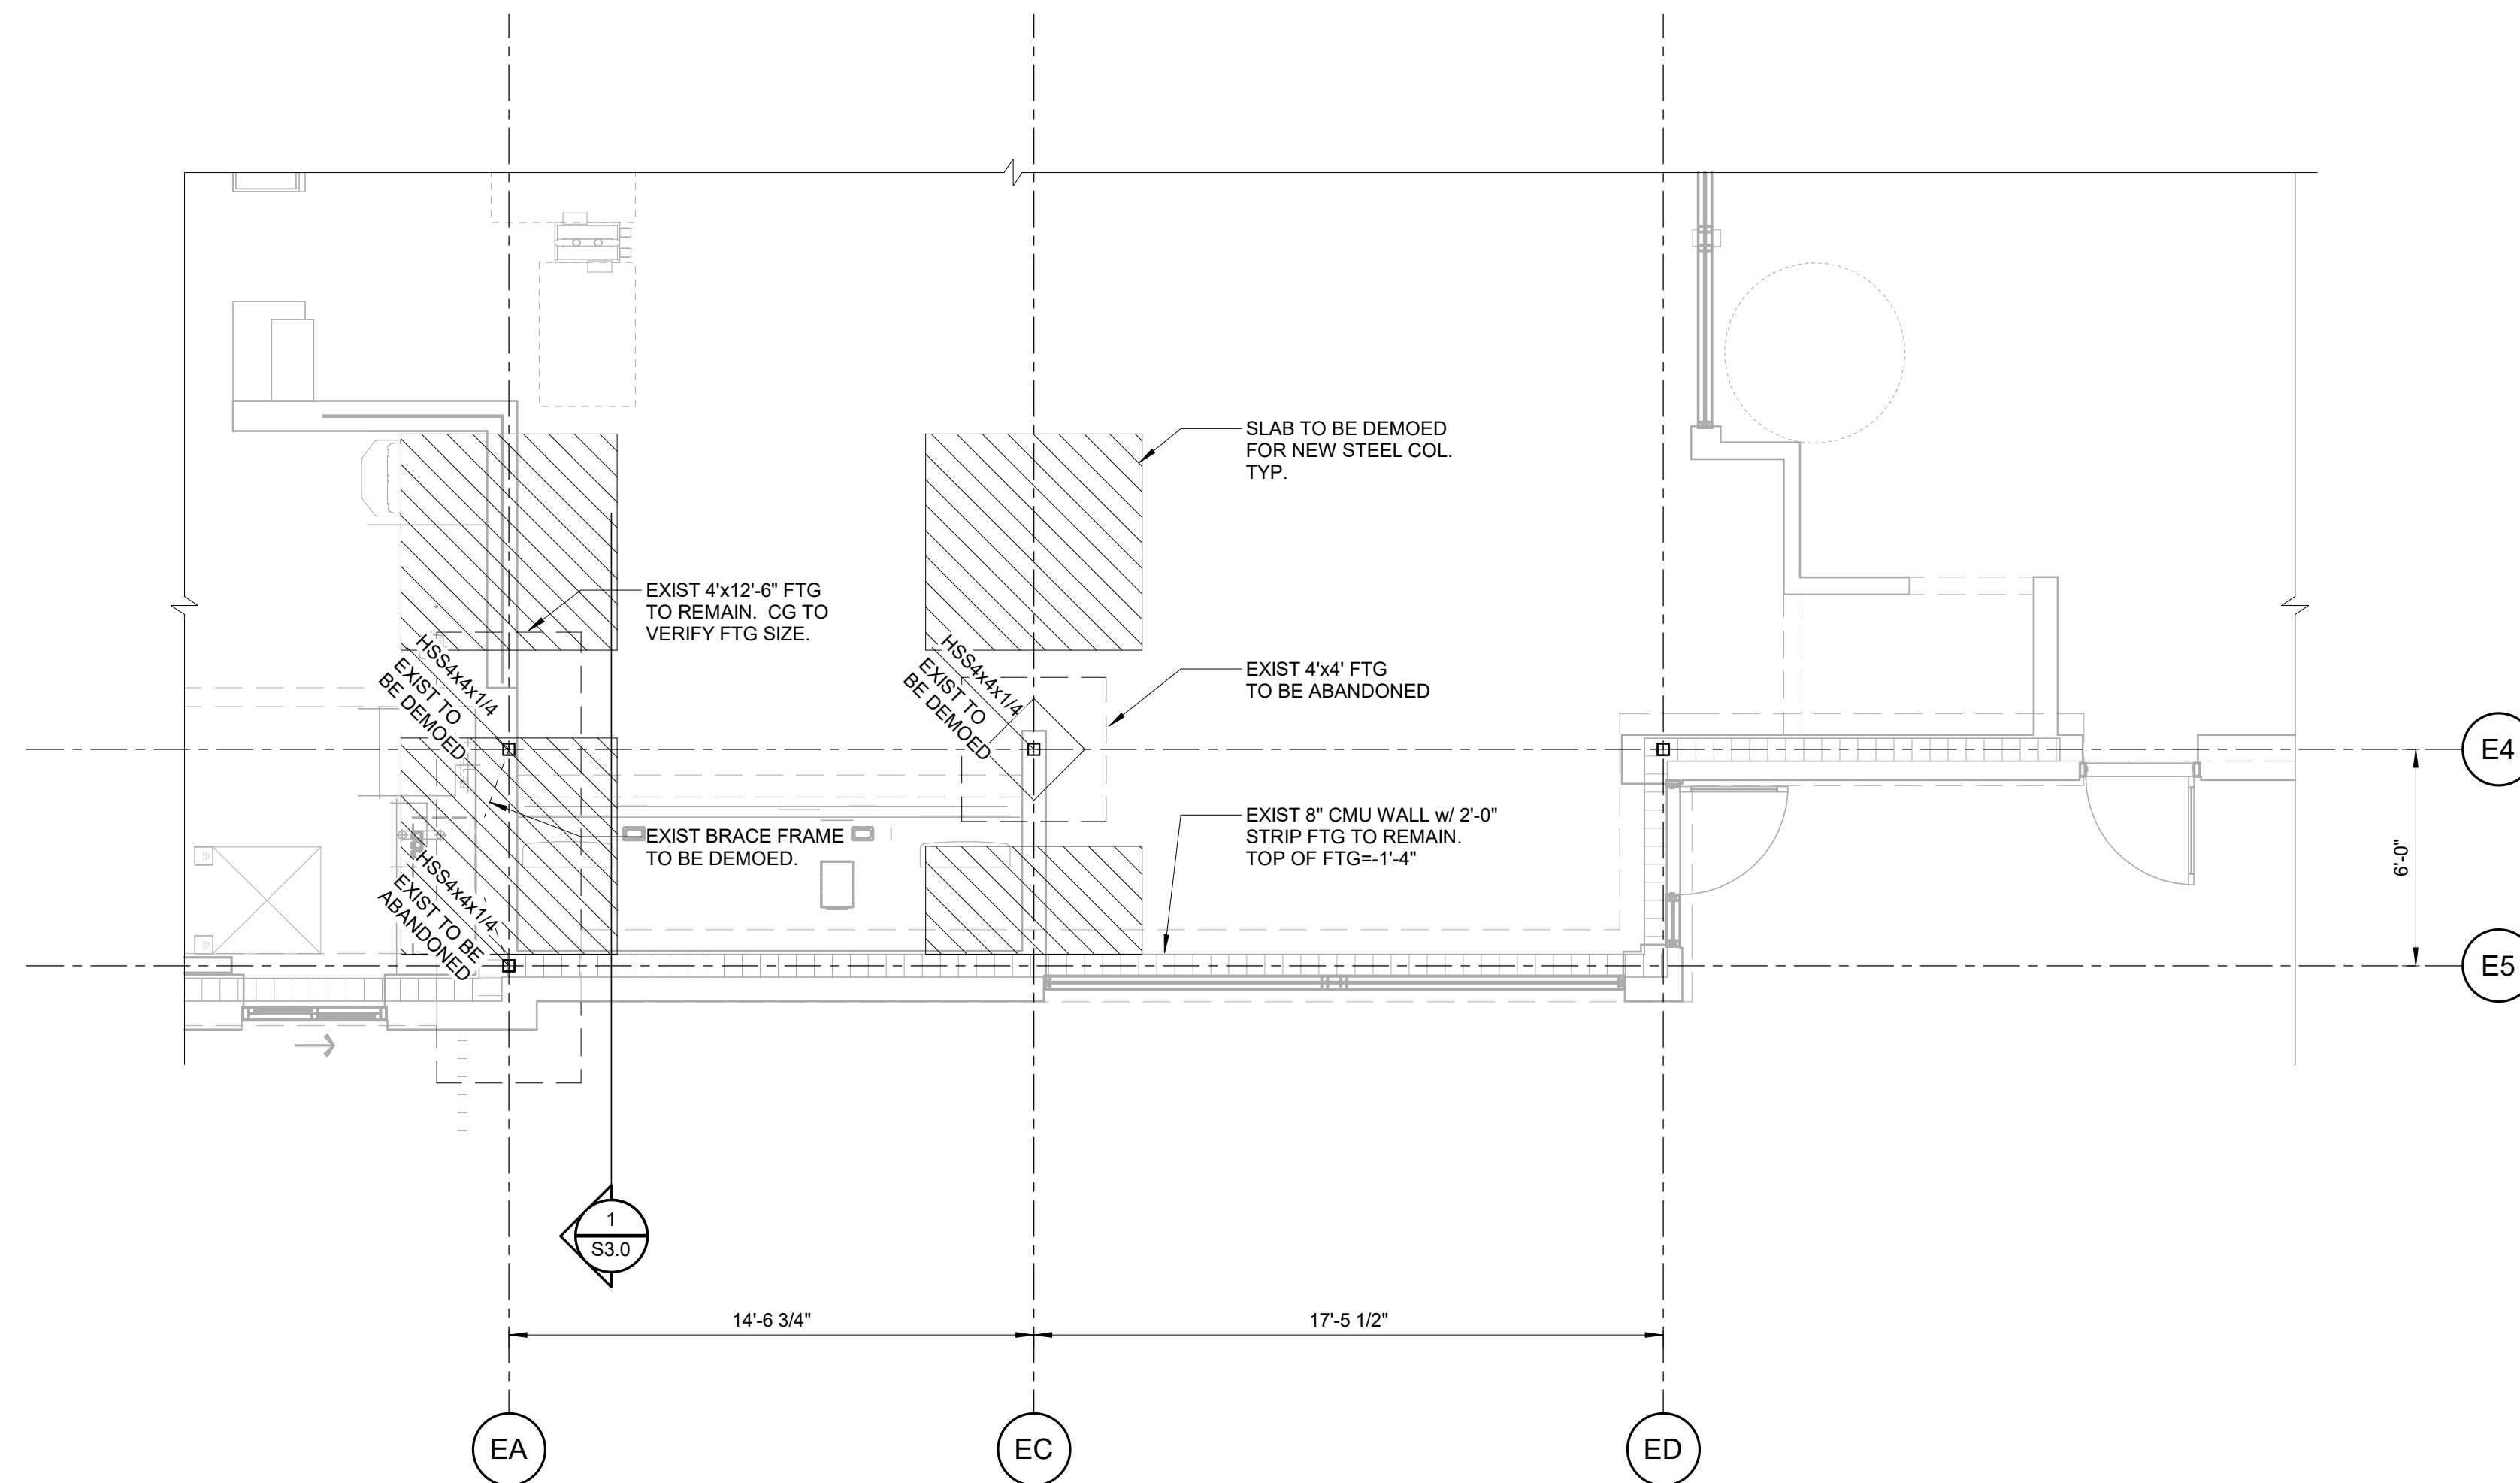 SLAB TO BE DEMOED
FOR NEW STEEL COL.
TYP.
EXIST 4'x12'-6" FTG
TO REMAIN.  CG TO
VERIFY FTG SIZE.
HSS4x4x1/4
EXIST TO
BE DEMOED
HSS4x4x1/4
EXIST TO
BE DEMOED
EXIST 4'x4' FTG
TO BE ABANDONED
E4
EXIST BRACE FRAME
TO BE DEMOED.
EXIST 8" CMU WALL w/ 2'-0"
STRIP FTG TO REMAIN.
TOP OF FTG=-1'-4"
6'-0"
HSS4x4x1/4
EXIST TO BE
ABANDONED
E5
1
S3.0
14'-6 3/4"
17'-5 1/2"
EA
EC
ED